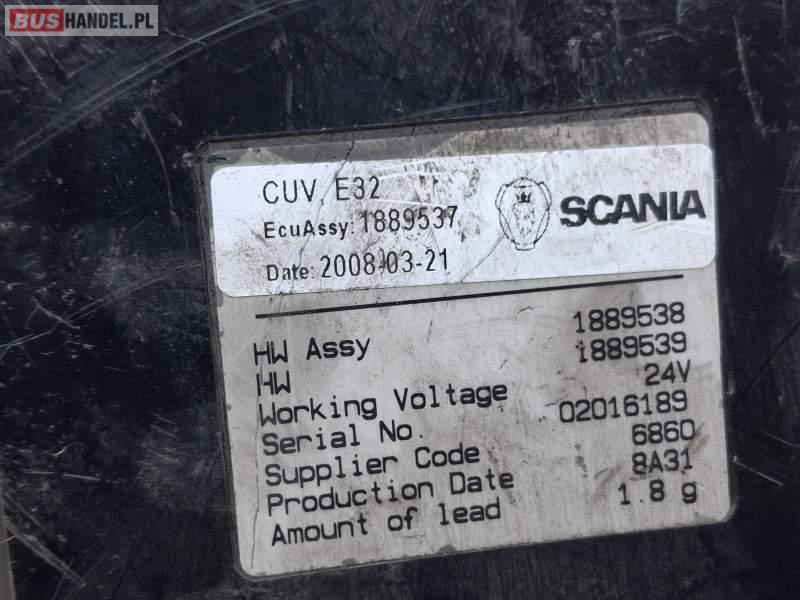 BUSHANDEL.PL
CUV E32
EcuAssy: 1889537
Date: 2008-03-21
SCANIA
HW Assy 1889538
HW 1889539
Working Voltage 24V
Serial No. 02016189
Supplier Code 6860
Production Date 8A31
Amount of lead 1.8 g